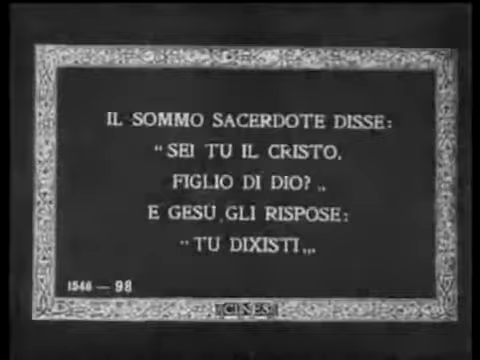 IL SOMMO SACERDOTE DISSE:
“SEI TU IL CRISTO,
FIGLIO DI DIO?„
E GESÙ GLI RISPOSE:
“TU DIXISTI„.
1546 — 98
CINES